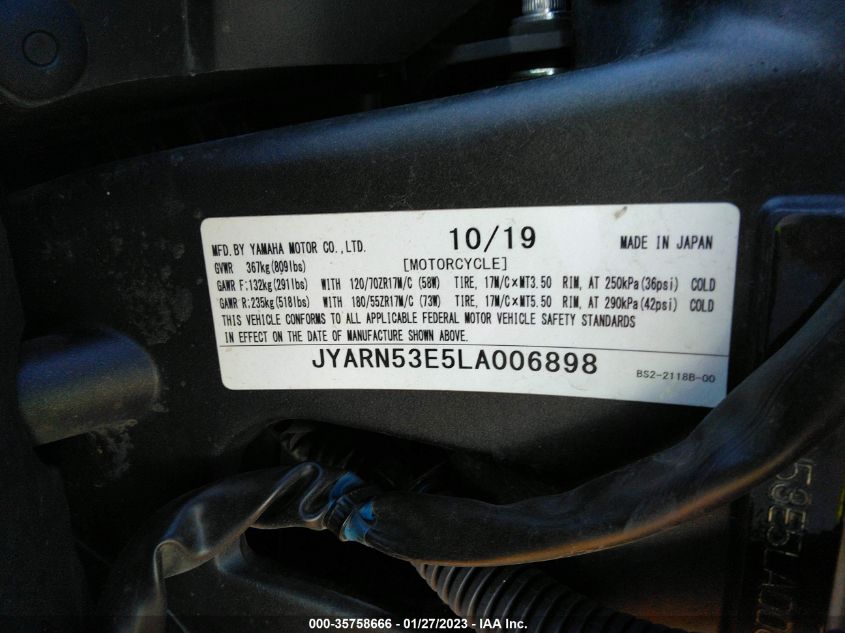 MFD. BY YAMAHA MOTOR CO., LTD. 10/19 MADE IN JAPAN
GVWR 367kg(809lbs) [MOTORCYCLE]
GAWR F:132kg(291lbs) WITH 120/70ZR17M/C (58W) TIRE, 17M/C×MT3.50 RIM, AT 250kPa(36psi) COLD
GAWR R:235kg(518lbs) WITH 180/55ZR17M/C (73W) TIRE, 17M/C×MT5.50 RIM, AT 290kPa(42psi) COLD
THIS VEHICLE CONFORMS TO ALL APPLICABLE FEDERAL MOTOR VEHICLE SAFETY STANDARDS
IN EFFECT ON THE DATE OF MANUFACTURE SHOWN ABOVE.
JYARN53E5LA006898 BS2-2118B-00
000-35758666 - 01/27/2023 - IAA Inc.